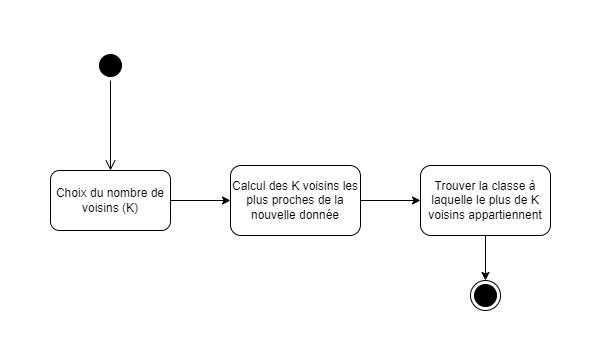 Choix du nombre de
voisins (K)
Calcul des K voisins les
plus proches de la
nouvelle donnée
Trouver la classe à
laquelle le plus de K
voisins appartiennent